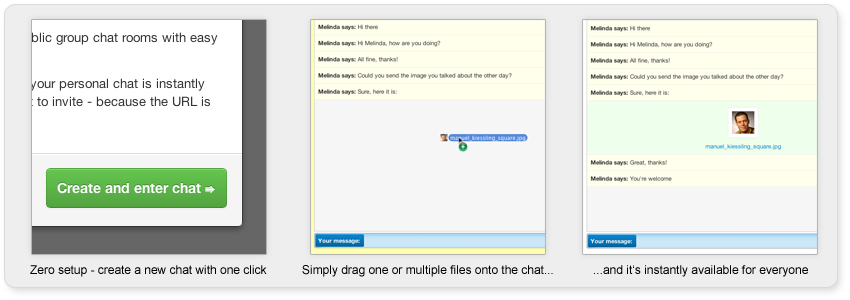 blic group chat rooms with easy
your personal chat is instantly
to invite - because the URL is
Create and enter chat
Zero setup - create a new chat with one click
Melinda says: Hi there
Melinda says: Hi Melinda, how are you doing?
Melinda says: All fine, thanks!
Melinda says: Could you send the image you talked about the other day?
Melinda says: Sure, here it is:
manuel_kiessling_square.jpg
Your message:
Simply drag one or multiple files onto the chat...
Melinda says: Hi there
Melinda says: Hi Melinda, how are you doing?
Melinda says: All fine, thanks!
Melinda says: Could you send the image you talked about the other day?
Melinda says: Sure, here it is:
manuel_kiessling_square.jpg
Melinda says: Great, thanks!
Melinda says: You're welcome
Your message:
...and it's instantly available for everyone